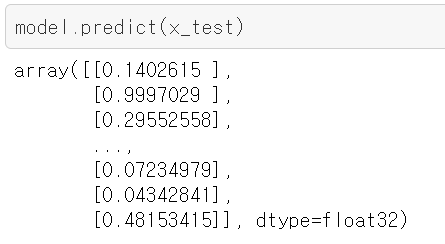 model.predict(x_test)
array([[0.1402615 ],
[0.9997029 ],
[0.29552558],
...,
[0.07234979],
[0.04342841],
[0.48153415]], dtype=float32)